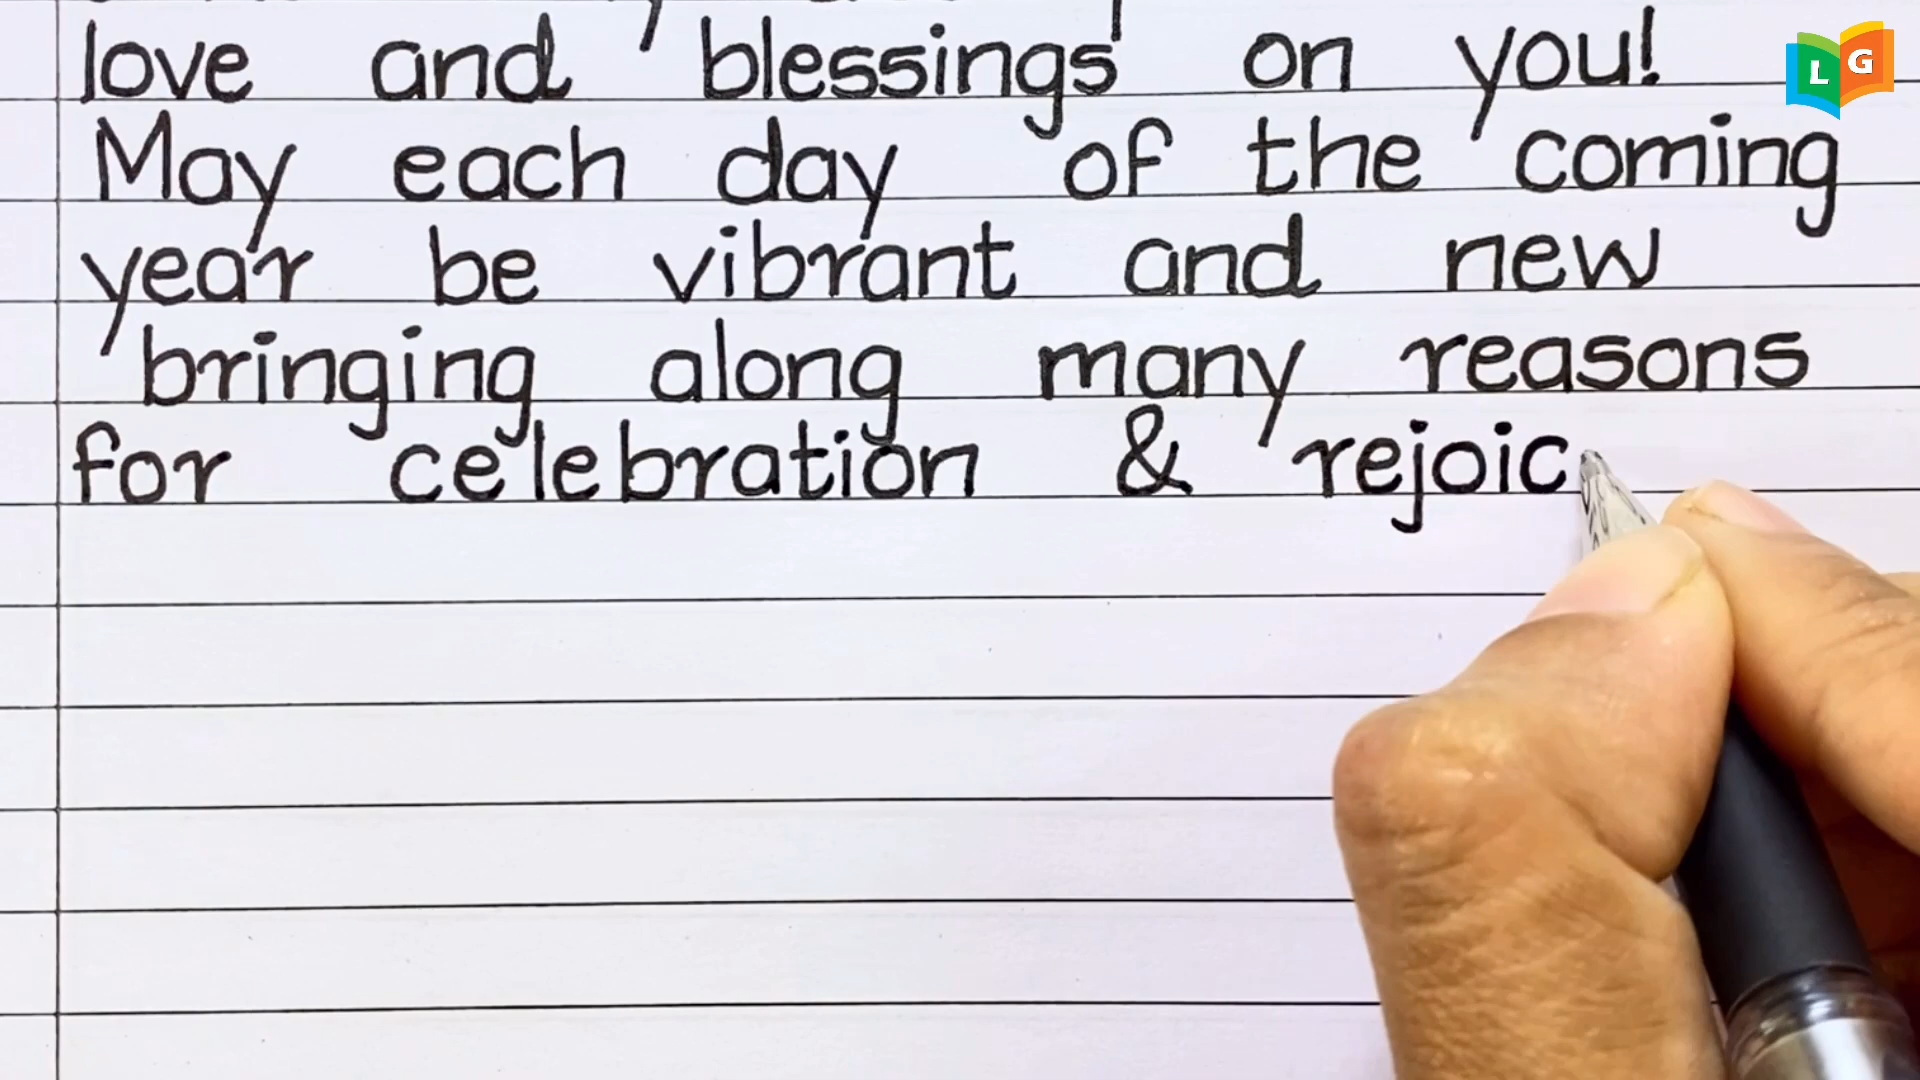 love and blessings on you!
May each day of the coming
year be vibrant and new
bringing along many reasons
for celebration & rejoic
L G